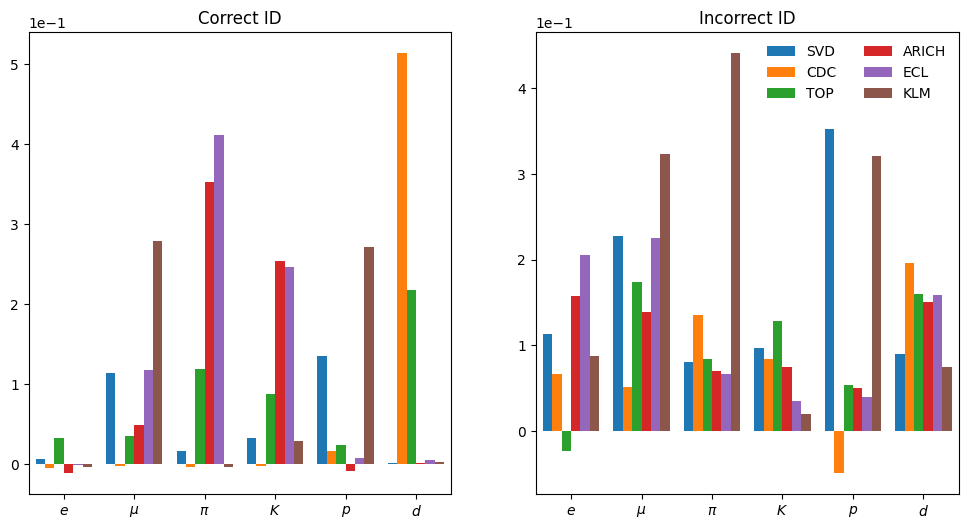 Correct ID
1e−1
5
4
3
2
1
0
e μ π K p d
Incorrect ID
1e−1
4
3
2
1
0
e μ π K p d
SVD ARICH
CDC ECL
TOP KLM